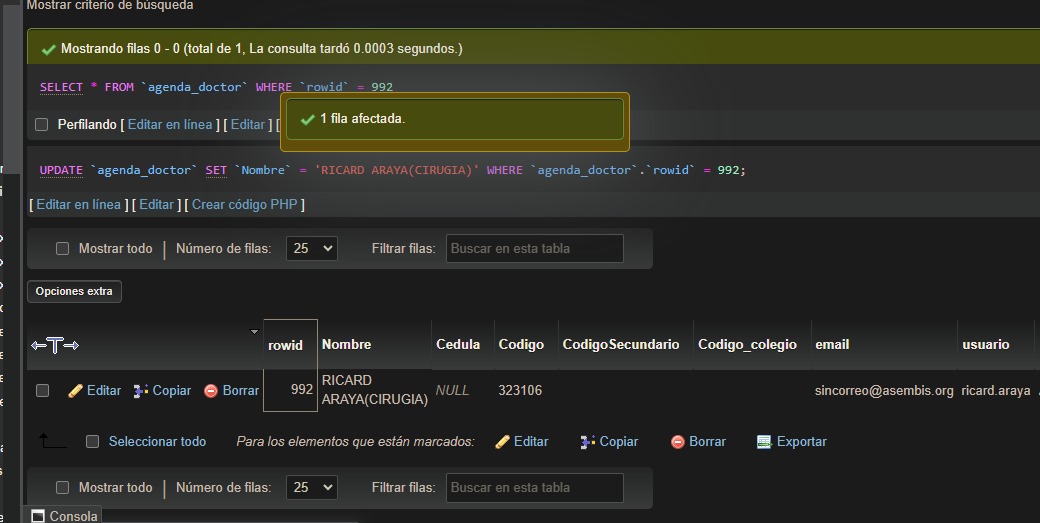 Mostrar criterio de búsqueda
Mostrando filas 0 - 0 (total de 1, La consulta tardó 0.0003 segundos.)
SELECT * FROM `agenda_doctor` WHERE `rowid` = 992
1 fila afectada.
Perfilando [ Editar en línea ] [ Editar ] [
UPDATE `agenda_doctor` SET `Nombre` = 'RICARD ARAYA(CIRUGIA)' WHERE `agenda_doctor`.`rowid` = 992;
[ Editar en línea ] [ Editar ] [ Crear código PHP ]
Mostrar todo | Número de filas: 25 Filtrar filas: Buscar en esta tabla
Opciones extra
←T→ rowid Nombre Cedula Codigo CodigoSecundario Codigo_colegio email usuario
Editar Copiar Borrar 992 RICARD ARAYA(CIRUGIA) NULL 323106 sincorreo@asembis.org ricard.araya
Seleccionar todo Para los elementos que están marcados: Editar Copiar Borrar Exportar
Mostrar todo | Número de filas: 25 Filtrar filas: Buscar en esta tabla
Consola